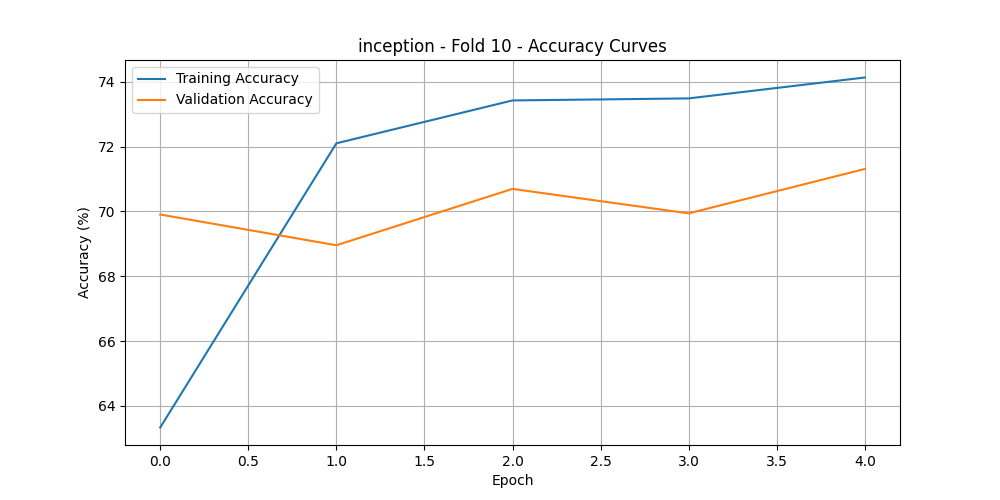 inception - Fold 10 - Accuracy Curves
Training Accuracy
Validation Accuracy
74
72
70
68
66
64
Accuracy (%)
0.0 0.5 1.0 1.5 2.0 2.5 3.0 3.5 4.0
Epoch